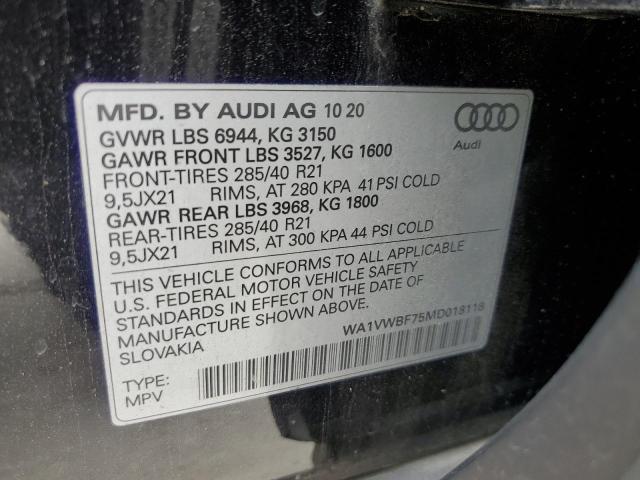 MFD. BY AUDI AG 10 20
GVWR LBS 6944, KG 3150
GAWR FRONT LBS 3527, KG 1600
FRONT-TIRES 285/40 R21
9,5JX21 RIMS, AT 280 KPA 41 PSI COLD
GAWR REAR LBS 3968, KG 1800
REAR-TIRES 285/40 R21
9,5JX21 RIMS, AT 300 KPA 44 PSI COLD
Audi
THIS VEHICLE CONFORMS TO ALL APPLICABLE
U.S. FEDERAL MOTOR VEHICLE SAFETY
STANDARDS IN EFFECT ON THE DATE OF
MANUFACTURE SHOWN ABOVE.
SLOVAKIA
WA1VWBF75MD018118
TYPE:
MPV